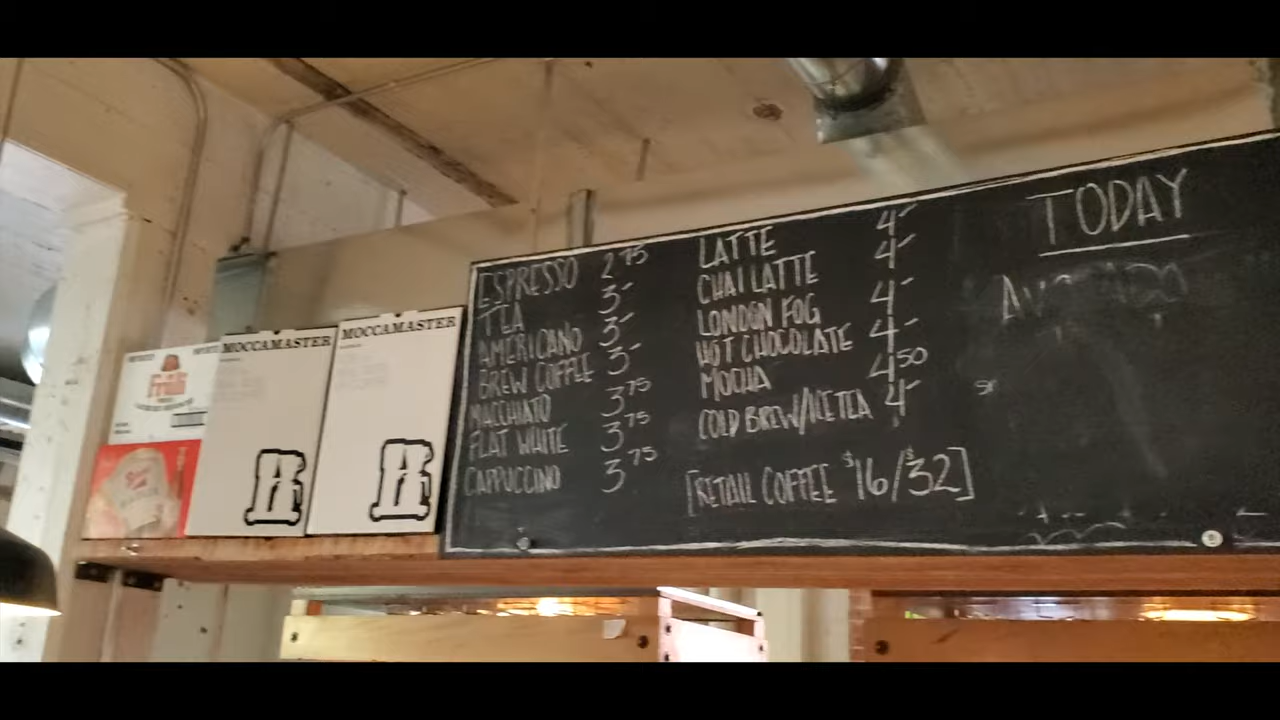 MOCCAMASTER
MOCCAMASTER
ESPRESSO 2 75
TEA 3-
AMERICANO 3-
BREW COFFEE 3-
MACCHIATO 3 75
FLAT WHITE 3 75
CAPPUCCINO 3 75
LATTE 4-
CHAI LATTE 4-
LONDON FOG 4-
HOT CHOCOLATE 4-
MOCHA 4 50
COLD BREW/ICE TEA 4-
[RETAIL COFFEE $16/$32]
TODAY